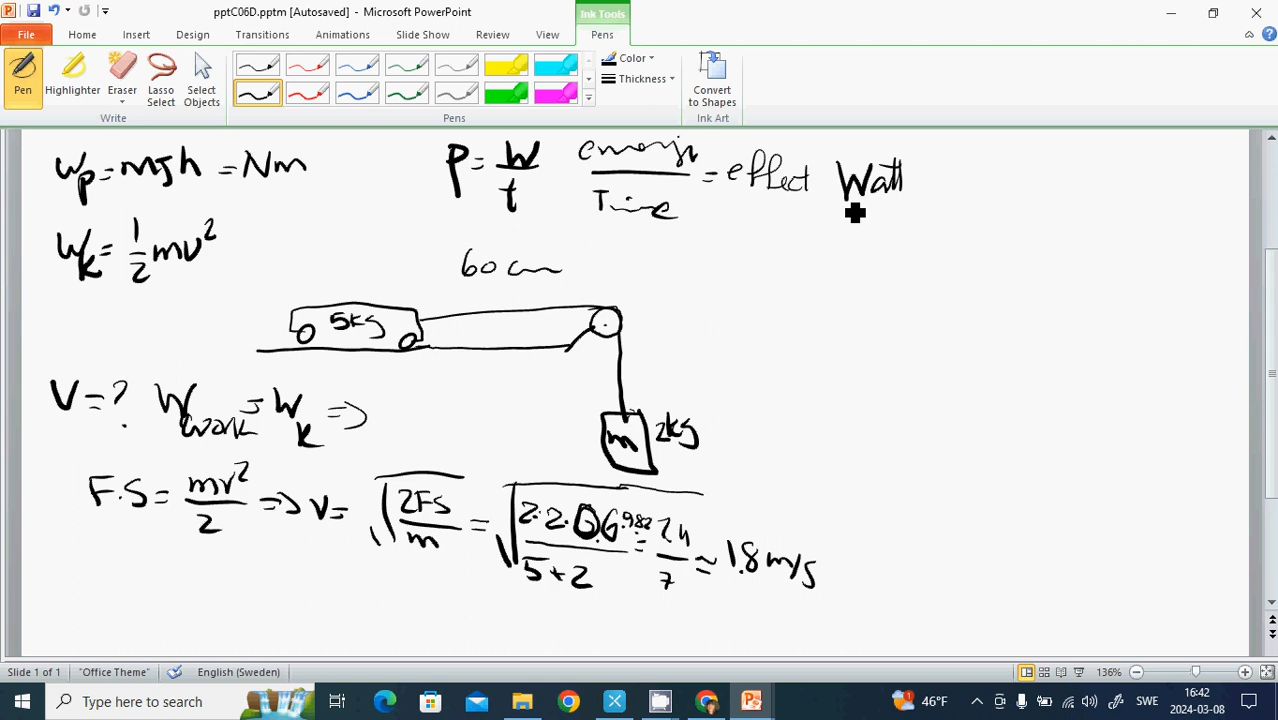 pptC06D.pptm [Autosaved] - Microsoft PowerPoint
Ink Tools
File Home Insert Design Transitions Animations Slide Show Review View Pens
Pen Highlighter Eraser Lasso Select Select Objects
Color
Thickness
Convert to Shapes
Write Pens Ink Art
Wp = mgh = Nm
P = W/t energy/Time = effect Watt
Wk = 1/2 mv²
60 cm
5kg
V = ? Wwork = Wk =>
m 2kg
F.S = mv²/2 => v = √(2FS/m) = √(2.2.0.6.9.82/(5+2)) = 24/7 ≈ 1.8 m/s
Slide 1 of 1 "Office Theme" English (Sweden) 136%
Type here to search
46°F SWE 16:42
2024-03-08